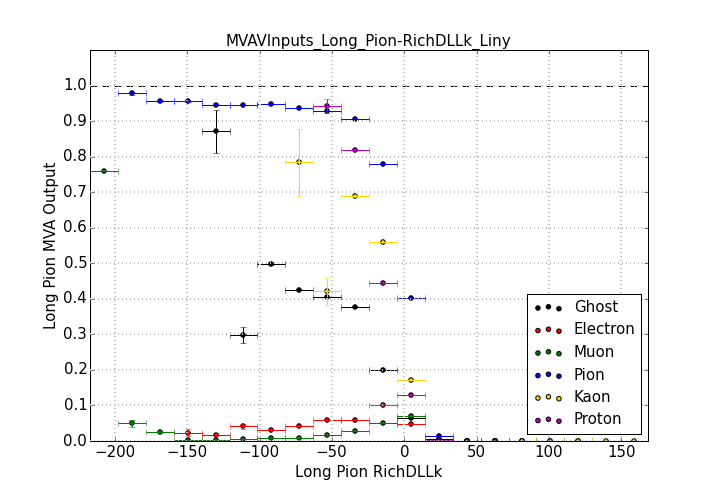 MVAVInputs_Long_Pion-RichDLLk_Liny
Long Pion MVA Output
1.0
0.9
0.8
0.7
0.6
0.5
0.4
0.3
0.2
0.1
0.0
Ghost
Electron
Muon
Pion
Kaon
Proton
−200 −150 −100 −50 0 50 100 150
Long Pion RichDLLk